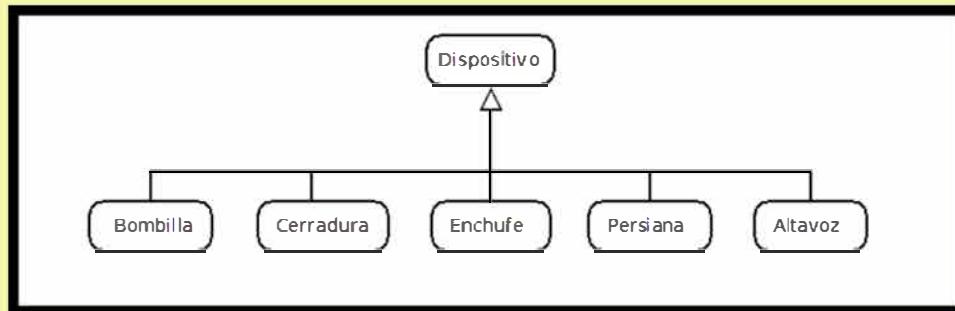 Dispositivo
Bombilla
Cerradura
Enchufe
Persiana
Altavoz